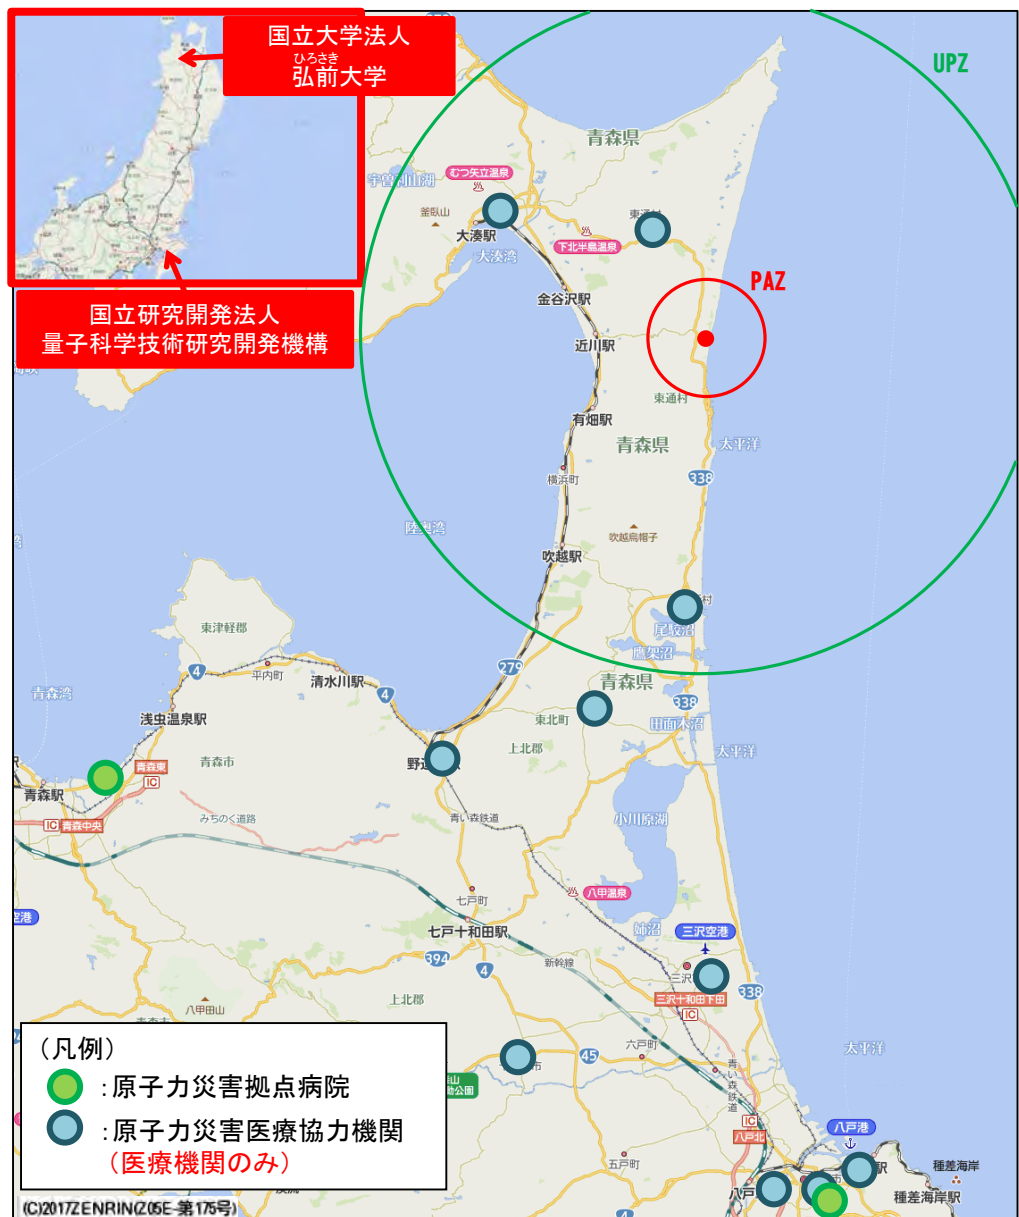 国立大学法人
ひろさき
弘前大学
国立研究開発法人
量子科学技術研究開発機構
UPZ
PAZ
青森県
むつ矢立温泉
宇曽利山湖
釜臥山
大湊駅
大湊湾
下北半島温泉
金谷沢駅
近川駅
東通村
有畑駅
青森県
太平洋
338
横浜町
陸奥湾
吹越烏帽子
吹越駅
村
尾駮沼
鷹架沼
東津軽郡
279
4
平内町
清水川駅
4
青森県
338
青森湾
浅虫温泉駅
東北町
田面木沼
上北郡
太平洋
青森東
IC
青森市
青森駅
IC
青森中央
みちのく道路
青い森鉄道
小川原湖
七戸町
八甲温泉
空港
七戸十和田駅
姉沼
三沢空港
394
4
新幹線
三沢
338
三沢十和田下田
IC
上北郡
八甲田山
六戸町
45
太平洋
青い森鉄道
IC
八戸北
八戸港
五戸町
種差海岸
八戸
駅
種差海岸駅
4
（凡例）
：原子力災害拠点病院
：原子力災害医療協力機関
（医療機関のみ）
(C)2017ZENRIN(Z05E-第175号)